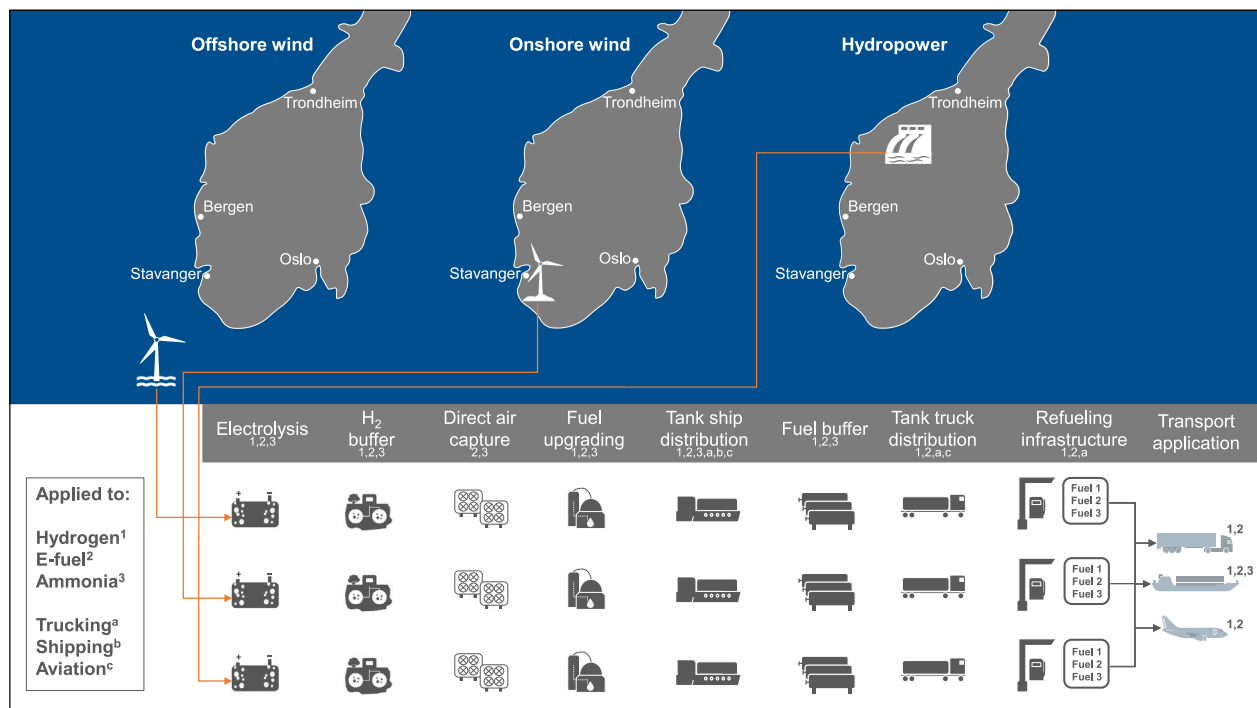 Offshore wind
Trondheim
Bergen
Stavanger
Oslo
Onshore wind
Trondheim
Bergen
Stavanger
Oslo
Hydropower
Trondheim
Bergen
Stavanger
Oslo
Electrolysis
1,2,3
H₂
buffer
1,2,3
Direct air
capture
2,3
Fuel
upgrading
1,2,3
Tank ship
distribution
1,2,3,a,b,c
Fuel buffer
1,2,3
Tank truck
distribution
1,2,a,c
Refueling
infrastructure
1,2,a
Transport
application
Applied to:
Hydrogen¹
E-fuel²
Ammonia³
Truckingᵃ
Shippingᵇ
Aviationᶜ
+ −
Fuel 1
Fuel 2
Fuel 3
+ −
Fuel 1
Fuel 2
Fuel 3
+ −
Fuel 1
Fuel 2
Fuel 3
1,2
1,2,3
1,2